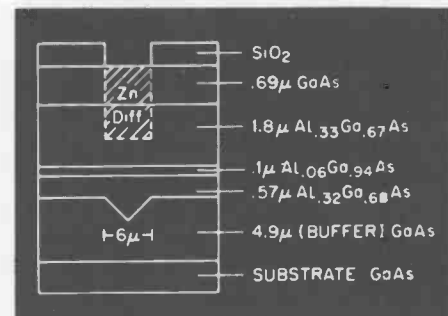 SiO2
Zn
.69μ GaAs
Diff.
1.8μ Al.33Ga.67As
.1μ Al.06Ga.94As
.57μ Al.32Ga.68As
6μ
4.9μ (BUFFER) GaAs
SUBSTRATE GaAs